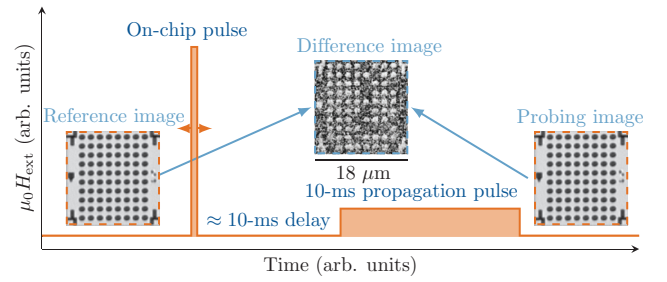 On-chip pulse
Difference image
Reference image
Probing image
18 μm
10-ms propagation pulse
≈ 10-ms delay
μ₀H_ext (arb. units)
Time (arb. units)